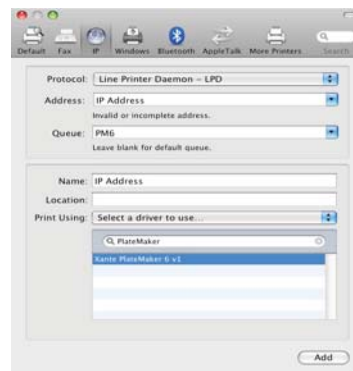 Default Fax IP Windows Bluetooth AppleTalk More Printers Search
Protocol: Line Printer Daemon - LPD
Address: IP Address
Invalid or incomplete address.
Queue: PM6
Leave blank for default queue.
Name: IP Address
Location:
Print Using: Select a driver to use...
PlateMaker
Xante PlateMaker 6 v1
Add